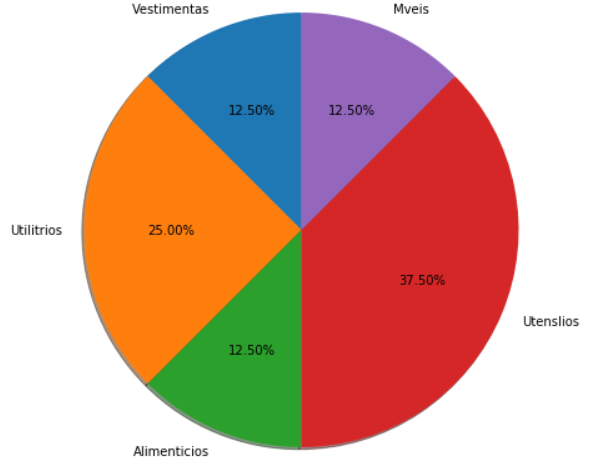 Vestimentas
Mveis
12.50%
12.50%
Utilitrios
25.00%
37.50%
Utenslios
12.50%
Alimenticios